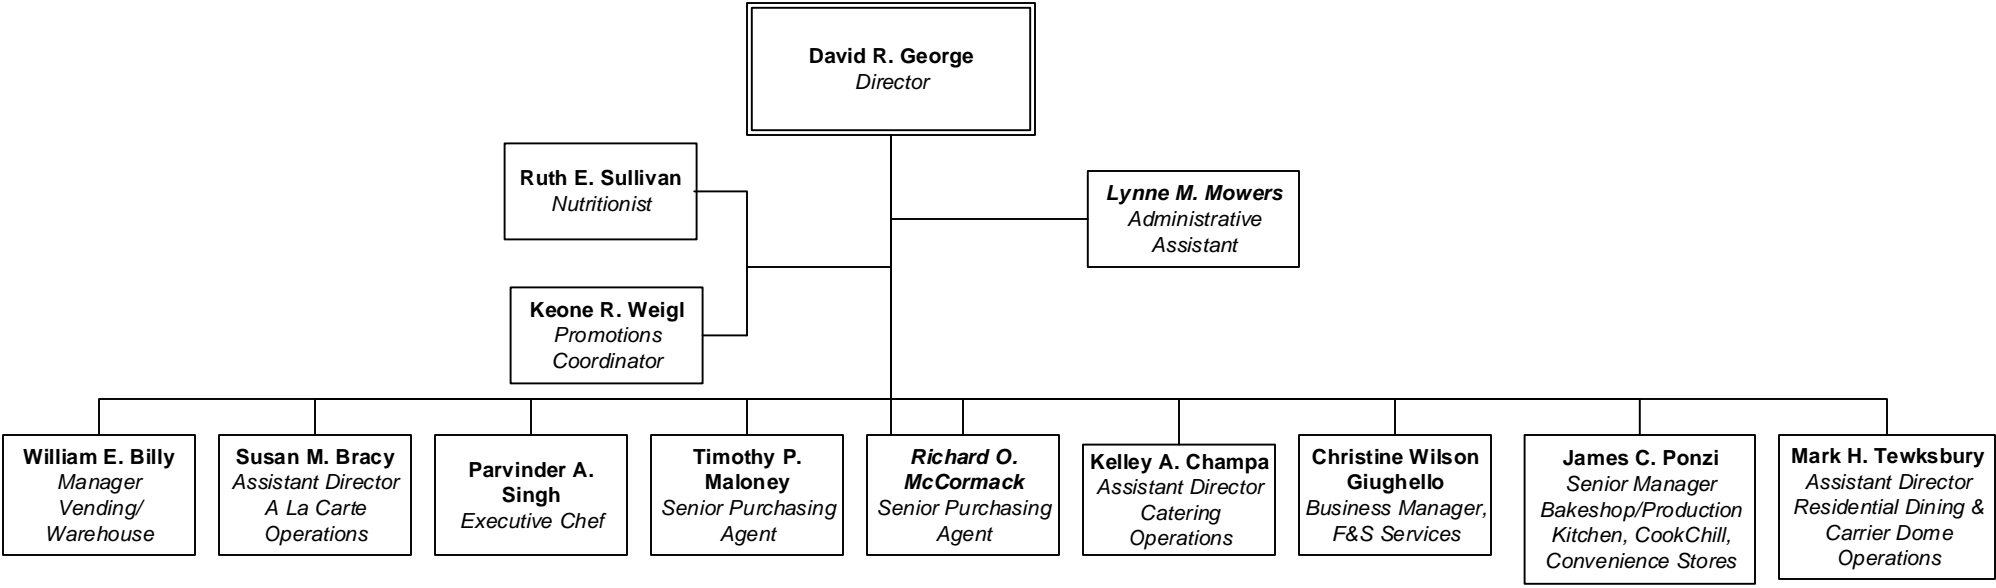 David R. George
Director
Ruth E. Sullivan
Nutritionist
Lynne M. Mowers
Administrative
Assistant
Keone R. Weigl
Promotions
Coordinator
William E. Billy
Manager
Vending/
Warehouse
Susan M. Bracy
Assistant Director
A La Carte
Operations
Parvinder A.
Singh
Executive Chef
Timothy P.
Maloney
Senior Purchasing
Agent
Richard O.
McCormack
Senior Purchasing
Agent
Kelley A. Champa
Assistant Director
Catering
Operations
Christine Wilson
Giughello
Business Manager,
F&S Services
James C. Ponzi
Senior Manager
Bakeshop/Production
Kitchen, CookChill,
Convenience Stores
Mark H. Tewksbury
Assistant Director
Residential Dining &
Carrier Dome
Operations